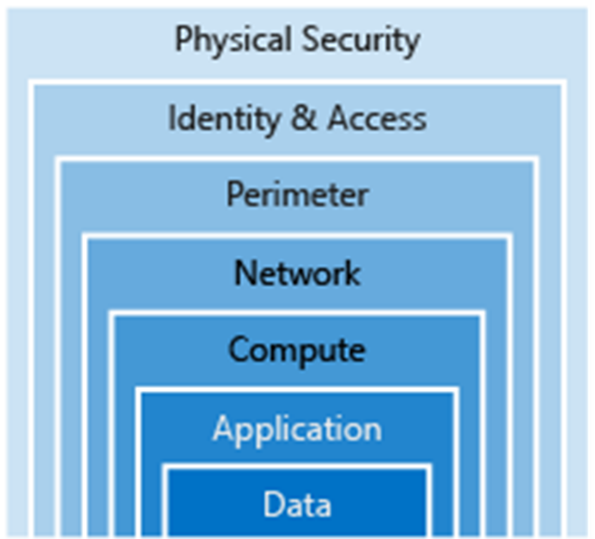 Physical Security
Identity & Access
Perimeter
Network
Compute
Application
Data